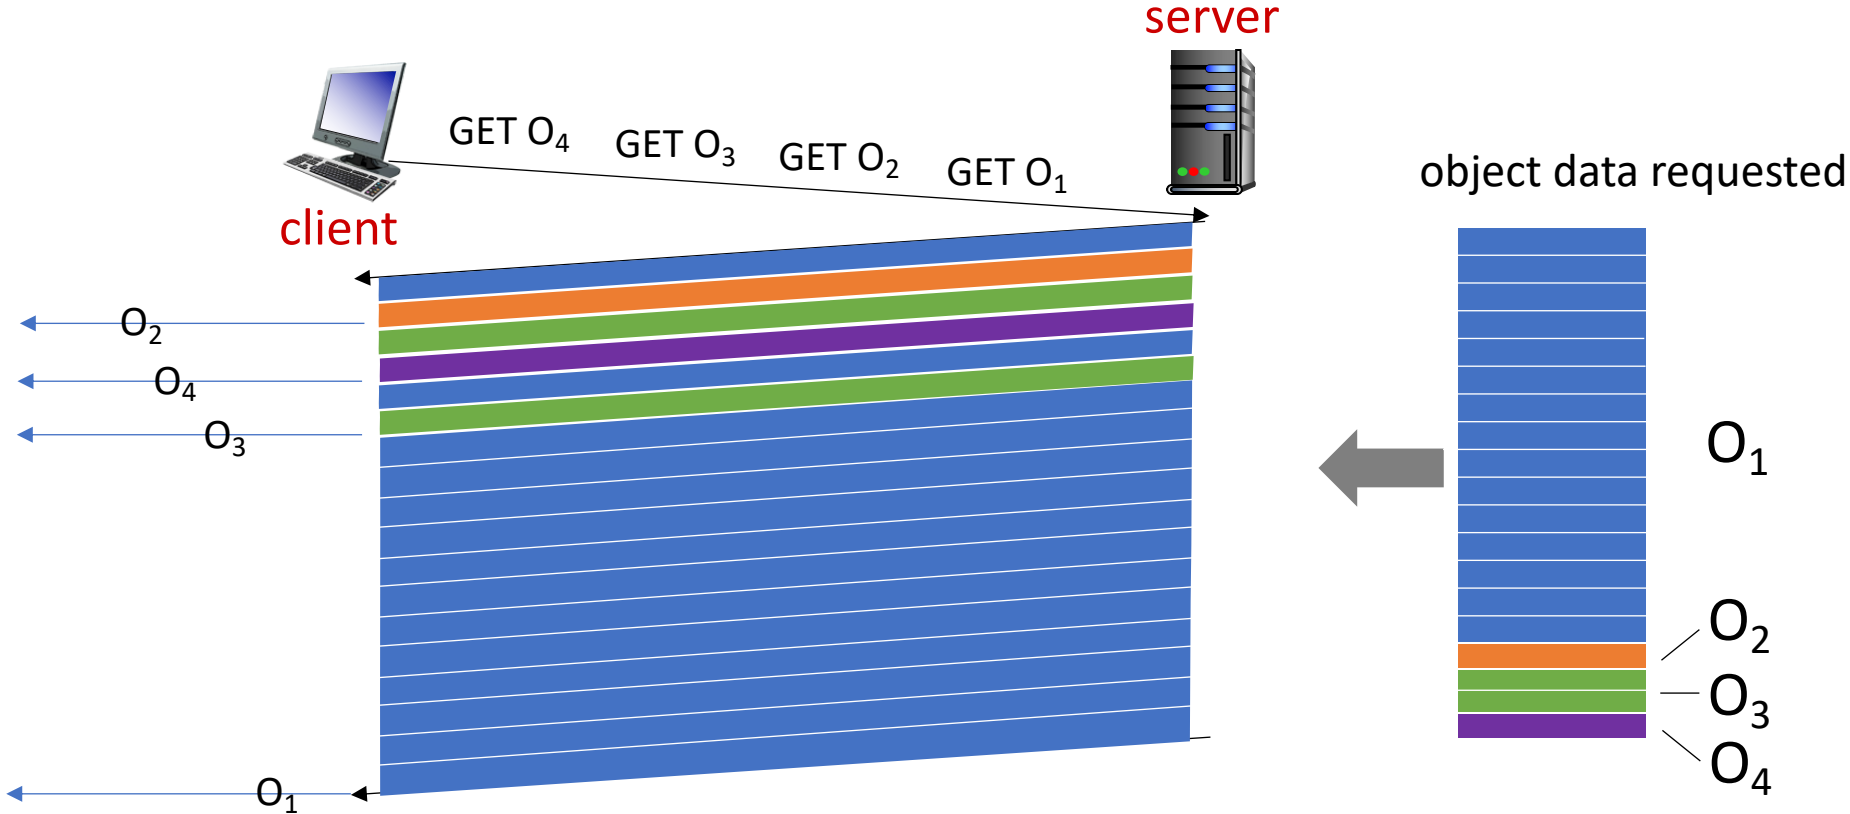 server
GET O₄ GET O₃ GET O₂ GET O₁
object data requested
client
O₂
O₄
O₃
O₁
O₂
O₃
O₄
O₁